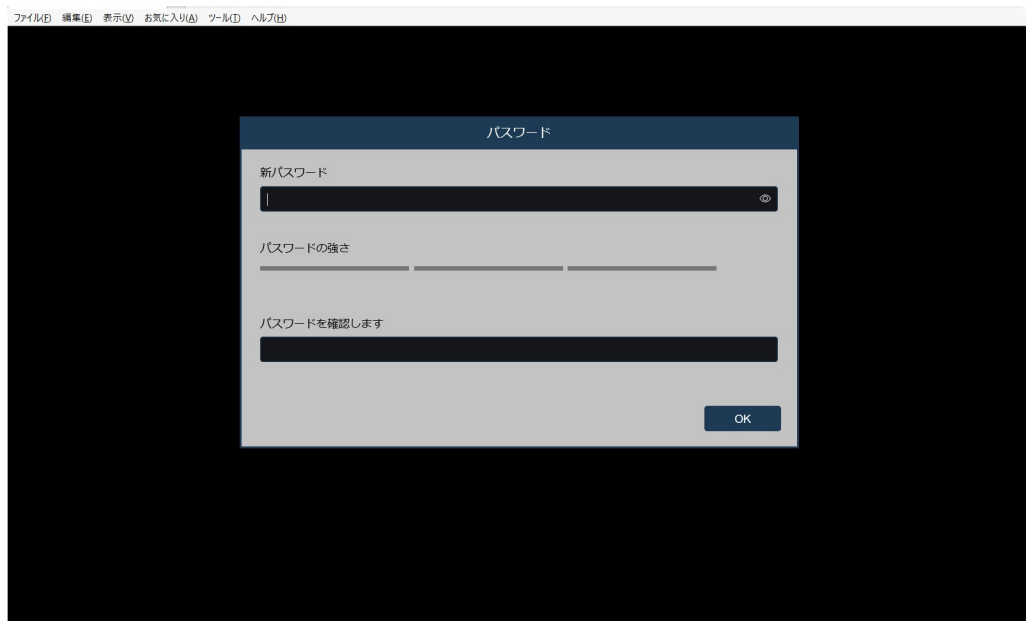 ファイル(F) 編集(E) 表示(V) お気に入り(A) ツール(T) ヘルプ(H)
パスワード
新パスワード
パスワードの強さ
パスワードを確認します
OK